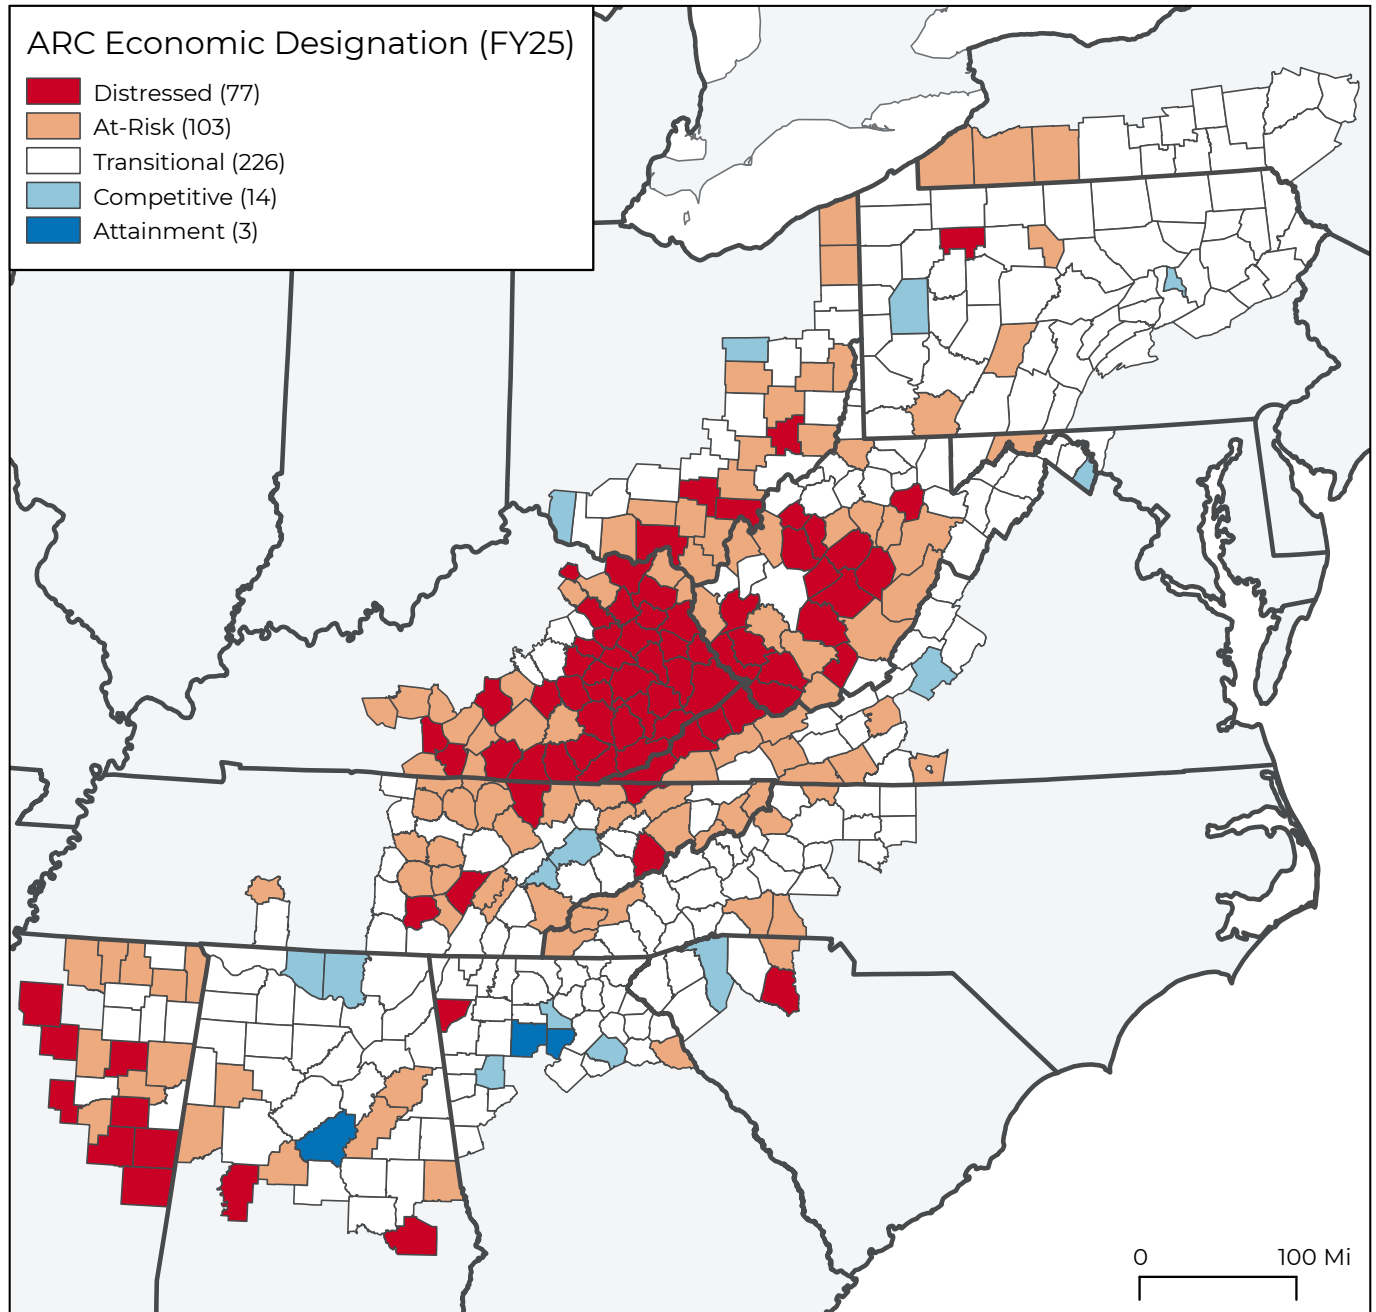 ARC Economic Designation (FY25)
Distressed (77)
At-Risk (103)
Transitional (226)
Competitive (14)
Attainment (3)
0 100 Mi